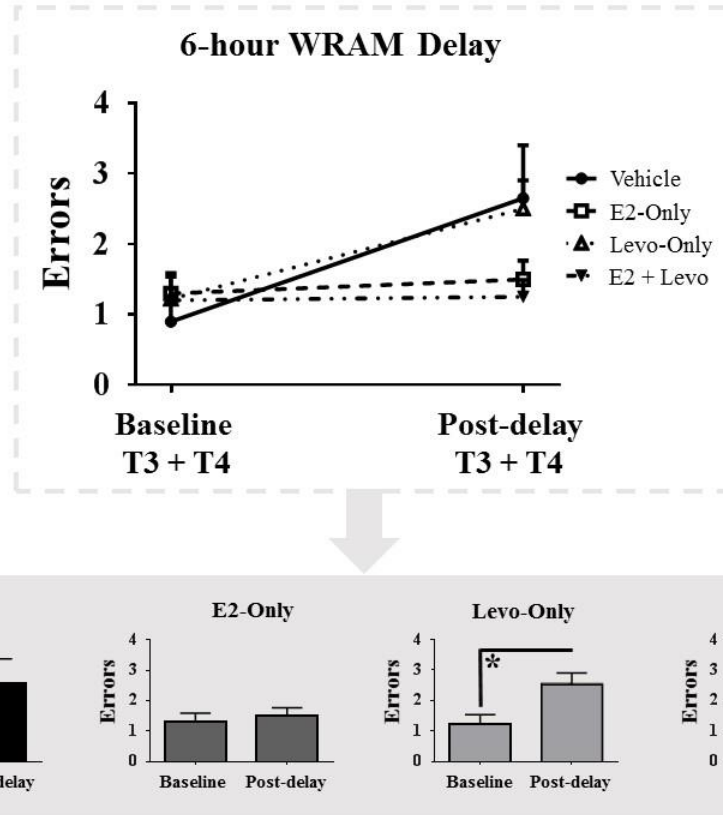 6-hour WRAM Delay
Errors
4
3
2
1
0
Baseline
T3 + T4
Post-delay
T3 + T4
Vehicle
E2-Only
Levo-Only
E2 + Levo
delay
E2-Only
Errors
4
3
2
1
0
Baseline Post-delay
Levo-Only
Errors
4
3
2
1
0
*
Baseline Post-delay
Errors
4
3
2
1
0